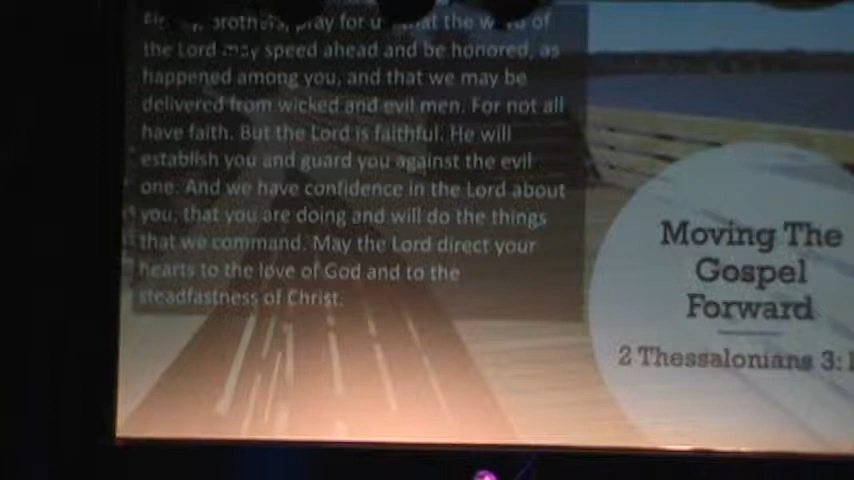 brothers, pray for
the Lord may speed ahead and be honored, as
happened among you, and that we may be
delivered from wicked and evil men. For not all
have faith. But the Lord is faithful. He will
establish you and guard you against the evil
one. And we have confidence in the Lord about
you, that you are doing and will do the things
that we command. May the Lord direct your
hearts to the love of God and to the
steadfastness of Christ.
Moving The
Gospel
Forward
2 Thessalonians 3: